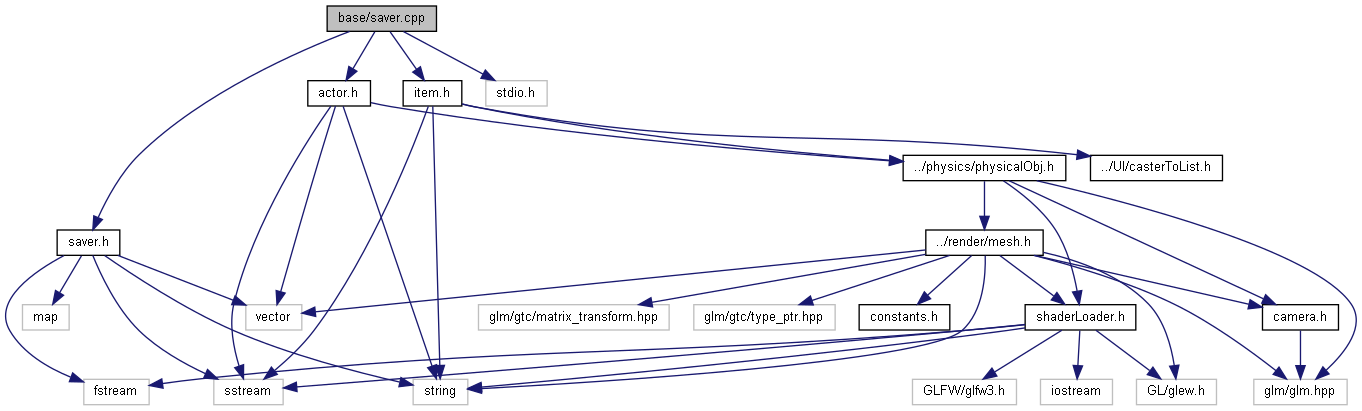 base/saver.cpp
actor.h
item.h
stdio.h
../physics/physicalObj.h
../UI/casterToList.h
saver.h
../render/mesh.h
map
vector
glm/gtc/matrix_transform.hpp
glm/gtc/type_ptr.hpp
constants.h
shaderLoader.h
camera.h
fstream
sstream
string
GLFW/glfw3.h
iostream
GL/glew.h
glm/glm.hpp